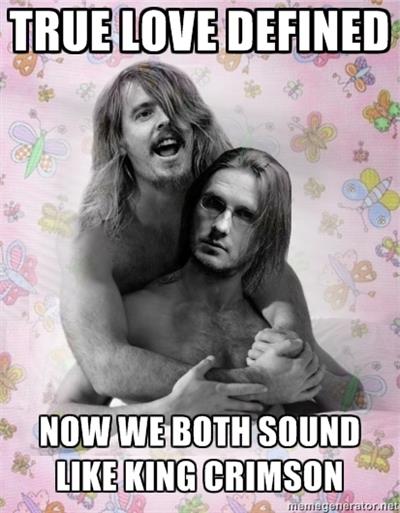 TRUE LOVE DEFINED
NOW WE BOTH SOUND
LIKE KING CRIMSON
memegenerator.net